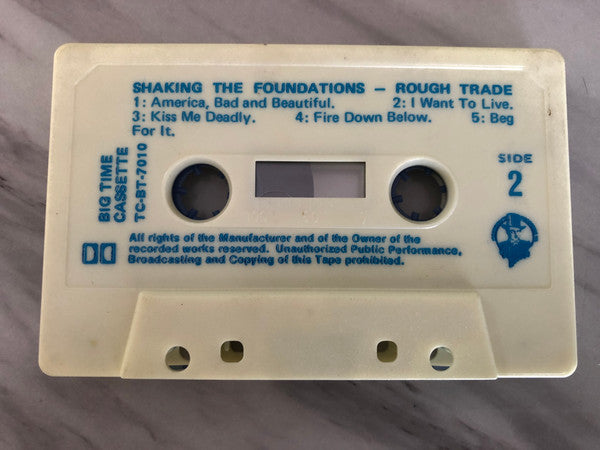 SHAKING THE FOUNDATIONS — ROUGH TRADE
1: America, Bad and Beautiful. 2: I Want To Live.
3: Kiss Me Deadly. 4: Fire Down Below. 5: Beg
For It.
BIG TIME
CASSETTE
TC-BT-7010
SIDE
2
All rights of the Manufacturer and of the Owner of the
recorded works reserved. Unauthorized Public Performance,
Broadcasting and Copying of this Tape prohibited.